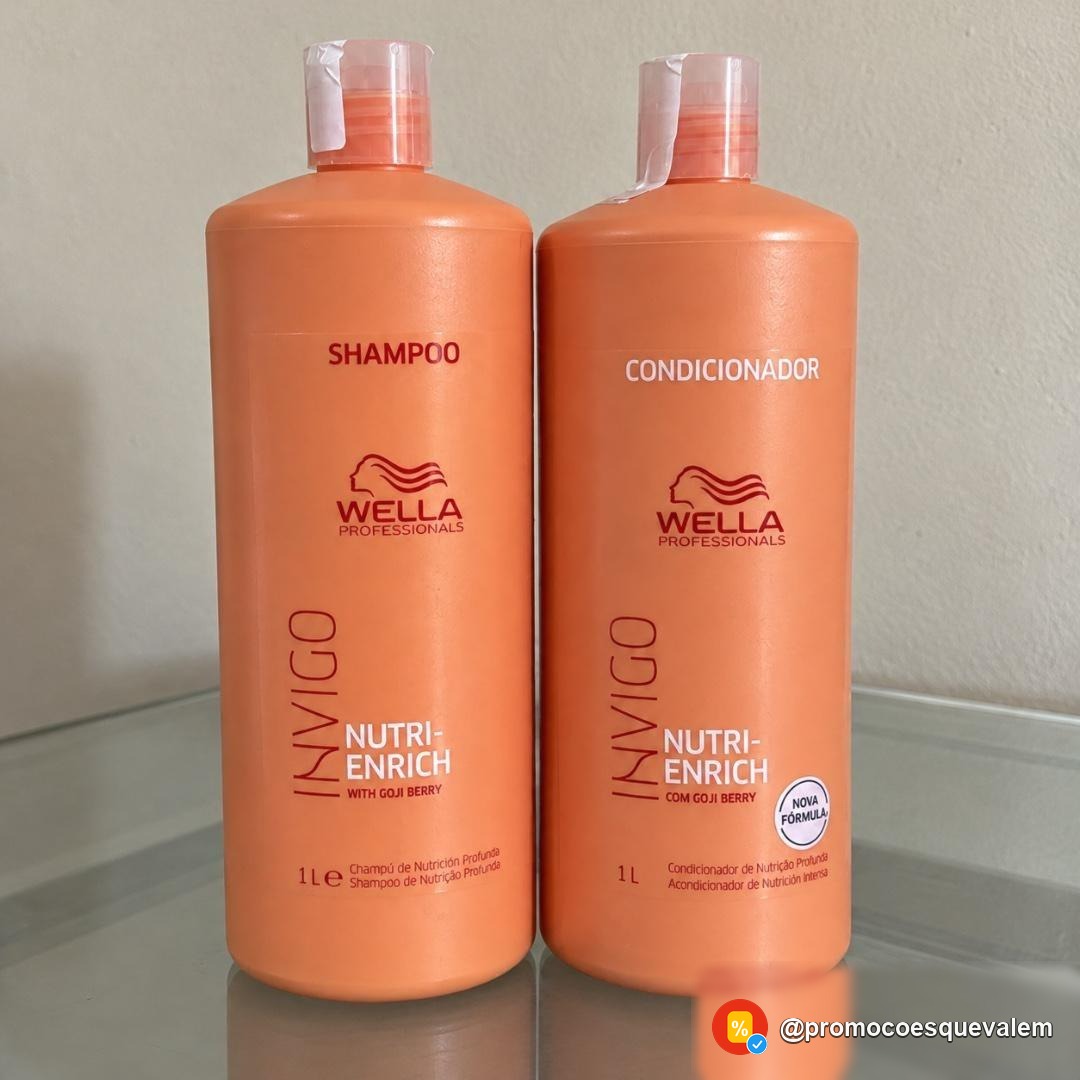 SHAMPOO
WELLA
PROFESSIONALS
INVIGO
NUTRI-
ENRICH
WITH GOJI BERRY
1L e
Champú de Nutrición Profunda
Shampoo de Nutrição Profunda
CONDICIONADOR
WELLA
PROFESSIONALS
INVIGO
NUTRI-
ENRICH
COM GOJI BERRY
NOVA
FÓRMULA
1 L
Condicionador de Nutrição Profunda
Acondicionador de Nutrición Intensa
%
@promocoesquevalem